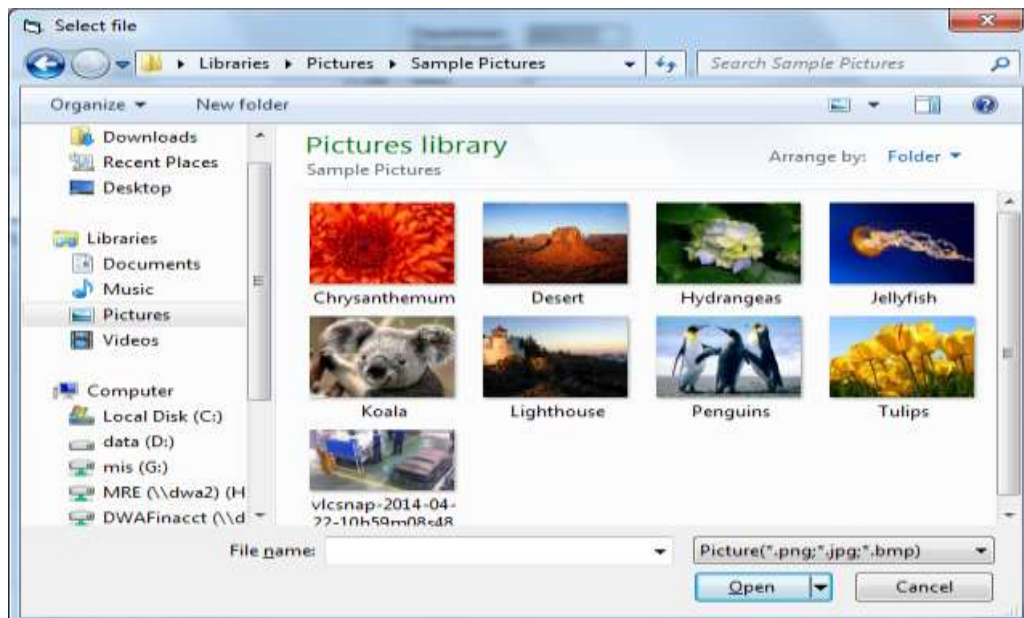 Select file
Libraries Pictures Sample Pictures
Search Sample Pictures
Organize New folder
Downloads
Recent Places
Desktop
Libraries
Documents
Music
Pictures
Videos
Computer
Local Disk (C:)
data (D:)
mis (G:)
MRE (\\dwa2) (H
DWAFinacct (\\d
Pictures library
Sample Pictures
Arrange by: Folder
Chrysanthemum
Desert
Hydrangeas
Jellyfish
Koala
Lighthouse
Penguins
Tulips
vlcsnap-2014-04-
22-10h59m08s48
File name:
Picture(*.png;*.jpg;*.bmp)
Open
Cancel